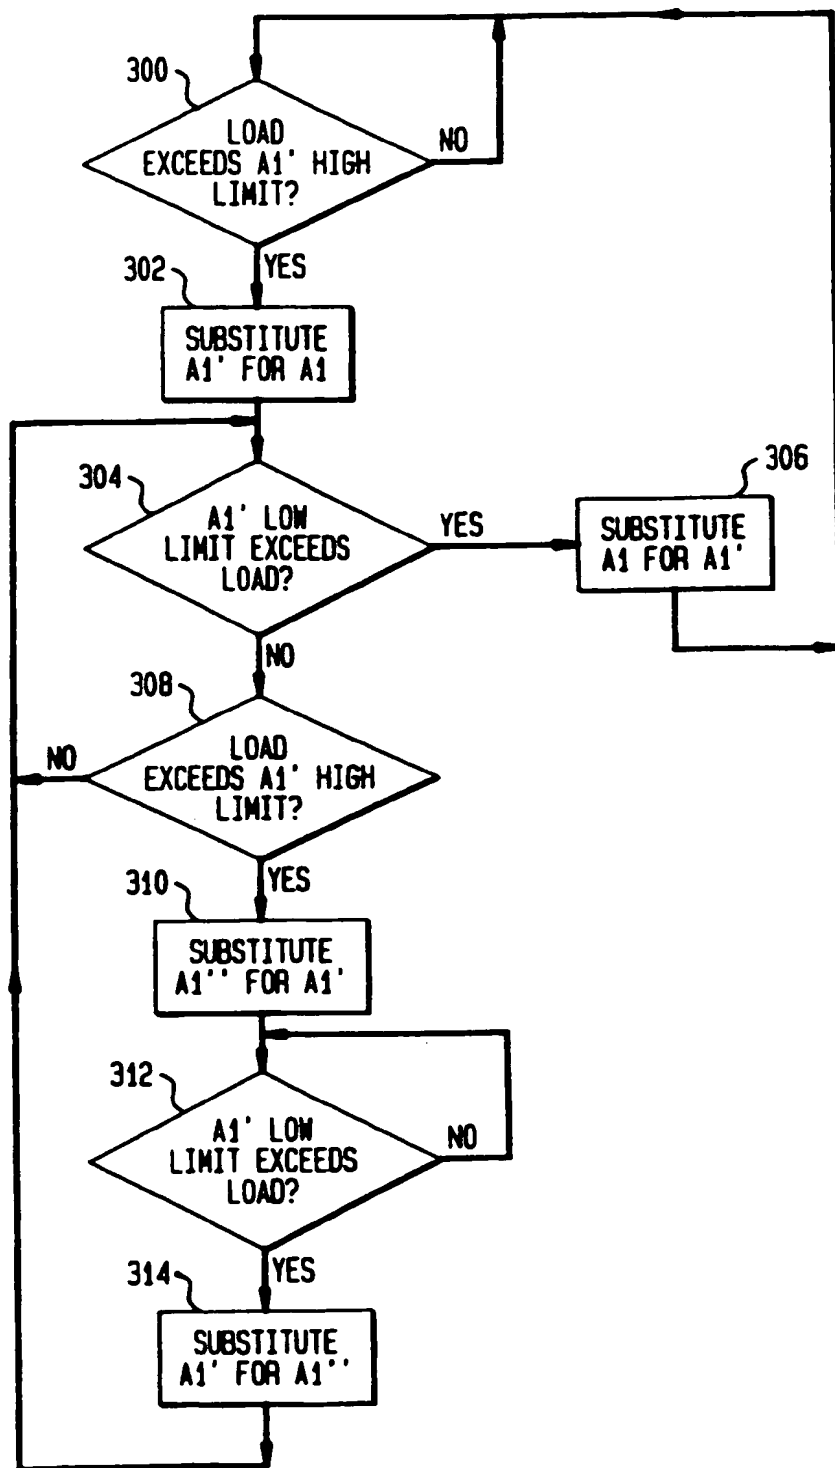 300
LOAD
EXCEEDS A1' HIGH
LIMIT?
NO
YES
302
SUBSTITUTE
A1' FOR A1
304
A1' LOW
LIMIT EXCEEDS
LOAD?
YES
306
SUBSTITUTE
A1 FOR A1'
NO
308
LOAD
EXCEEDS A1' HIGH
LIMIT?
NO
YES
310
SUBSTITUTE
A1'' FOR A1'
312
A1' LOW
LIMIT EXCEEDS
LOAD?
NO
YES
314
SUBSTITUTE
A1' FOR A1''